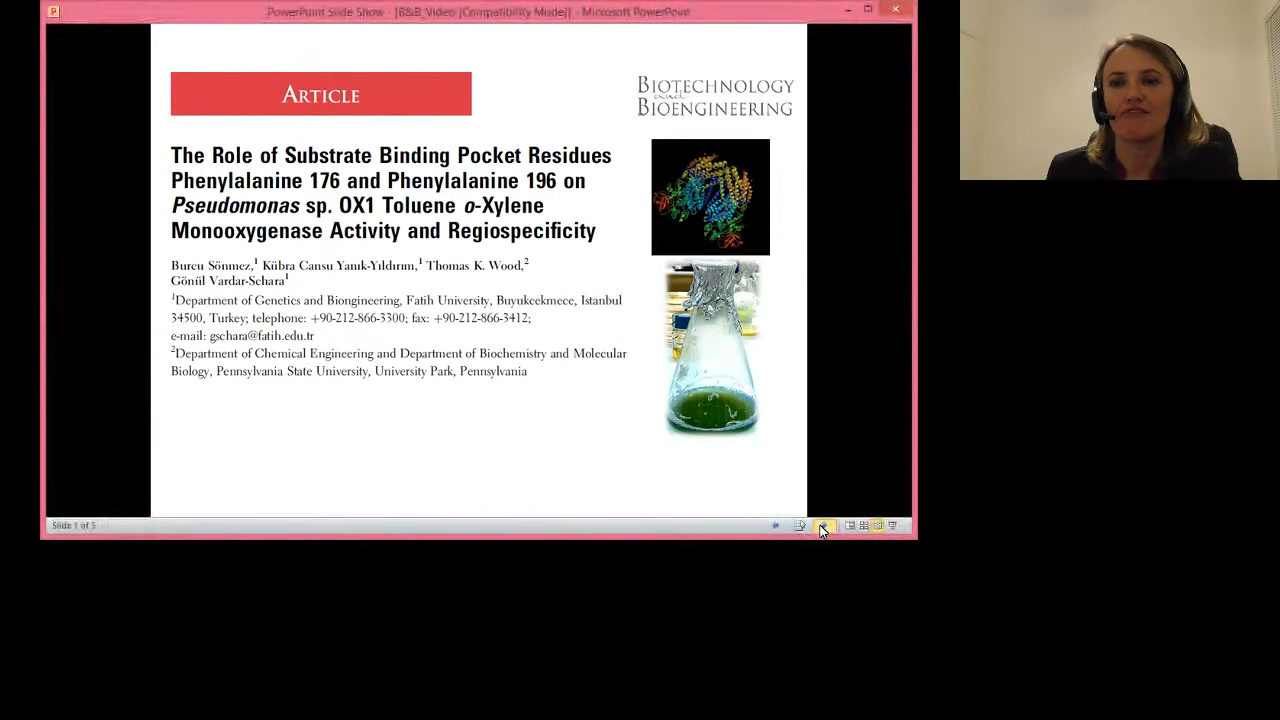 PowerPoint Slide Show - [B&B_Video [Compatibility Mode]] - Microsoft PowerPoint
ARTICLE
BIOTECHNOLOGY
and
BIOENGINEERING
The Role of Substrate Binding Pocket Residues
Phenylalanine 176 and Phenylalanine 196 on
Pseudomonas sp. OX1 Toluene o-Xylene
Monooxygenase Activity and Regiospecificity
Burcu Sönmez,1 Kübra Cansu Yanık-Yıldırım,1 Thomas K. Wood,2
Gönül Vardar-Schara1
1Department of Genetics and Biongineering, Fatih University, Buyukcekmece, Istanbul
34500, Turkey; telephone: +90-212-866-3300; fax: +90-212-866-3412;
e-mail: gschara@fatih.edu.tr
2Department of Chemical Engineering and Department of Biochemistry and Molecular
Biology, Pennsylvania State University, University Park, Pennsylvania
Slide 1 of 5